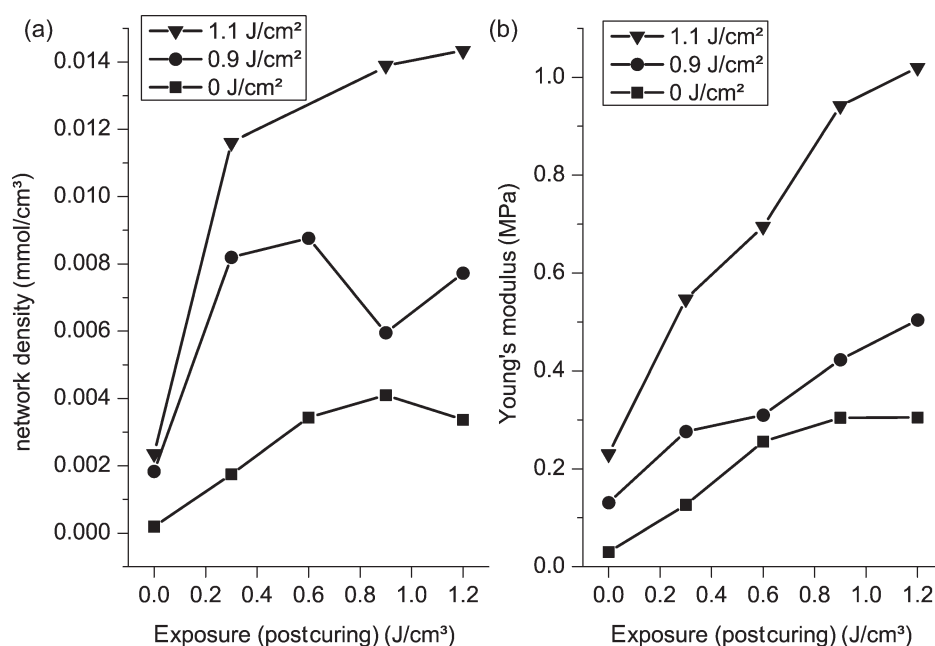 (a)
1.1 J/cm²
0.9 J/cm²
0 J/cm²
0.014
0.012
0.010
0.008
0.006
0.004
0.002
0.000
network density (mmol/cm³)
0.0 0.2 0.4 0.6 0.8 1.0 1.2
Exposure (postcuring) (J/cm³)
(b)
1.1 J/cm²
0.9 J/cm²
0 J/cm²
1.0
0.8
0.6
0.4
0.2
0.0
Young's modulus (MPa)
0.0 0.2 0.4 0.6 0.8 1.0 1.2
Exposure (postcuring) (J/cm³)